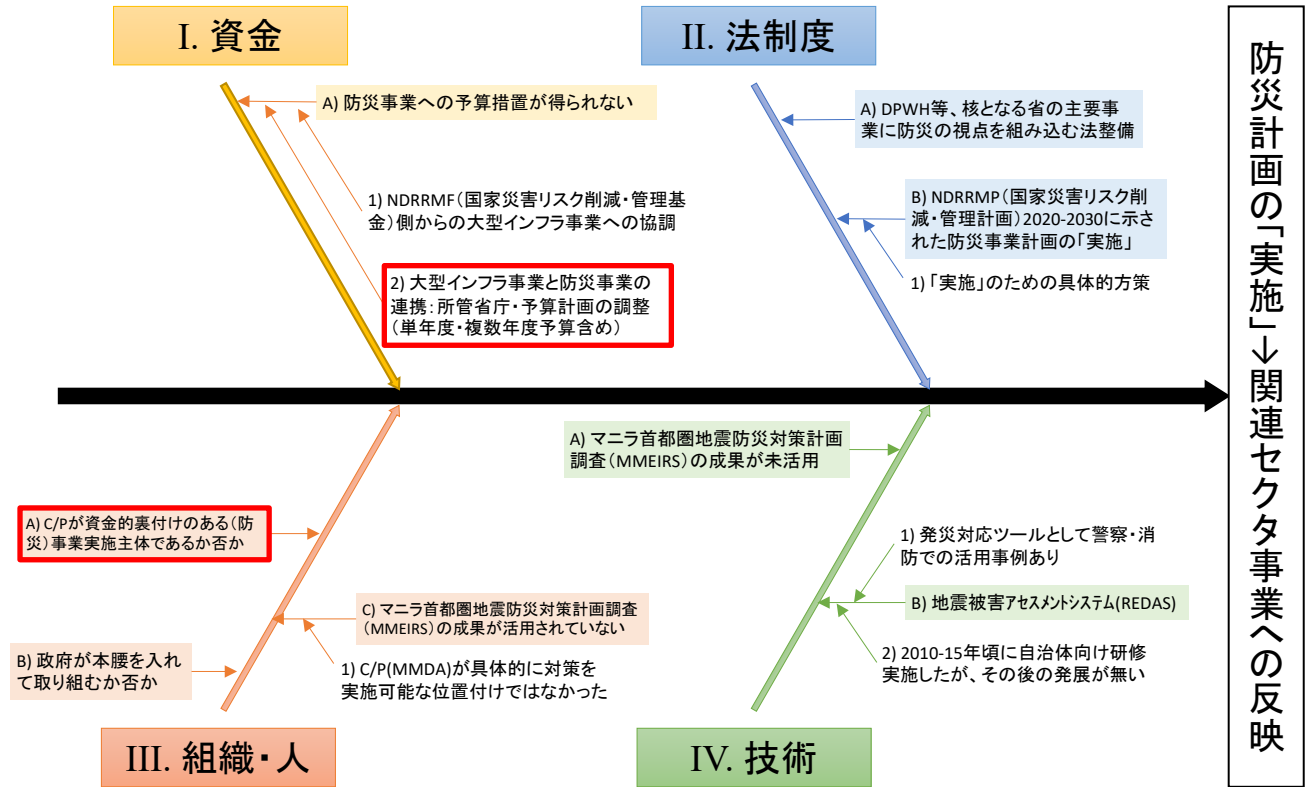 I. 資金
II. 法制度
A) 防災事業への予算措置が得られない
1) NDRRMF(国家災害リスク削減・管理基
金)側からの大型インフラ事業への協調
2) 大型インフラ事業と防災事業の
連携:所管省庁・予算計画の調整
(単年度・複数年度予算含め)
A) DPWH等、核となる省の主要事
業に防災の視点を組み込む法整備
B) NDRRMP(国家災害リスク削
減・管理計画)2020-2030に示さ
れた防災事業計画の「実施」
1)「実施」のための具体的方策
防災計画の「実施」→関連セクタ事業への反映
A) C/Pが資金的裏付けのある(防
災)事業実施主体であるか否か
C) マニラ首都圏地震防災対策計画調査
(MMEIRS)の成果が活用されていない
B) 政府が本腰を入れ
て取り組むか否か
1) C/P(MMDA)が具体的に対策を
実施可能な位置付けではなかった
A) マニラ首都圏地震防災対策計画
調査(MMEIRS)の成果が未活用
1) 発災対応ツールとして警察・消
防での活用事例あり
B) 地震被害アセスメントシステム(REDAS)
2) 2010-15年頃に自治体向け研修
実施したが、その後の発展が無い
III. 組織・人
IV. 技術